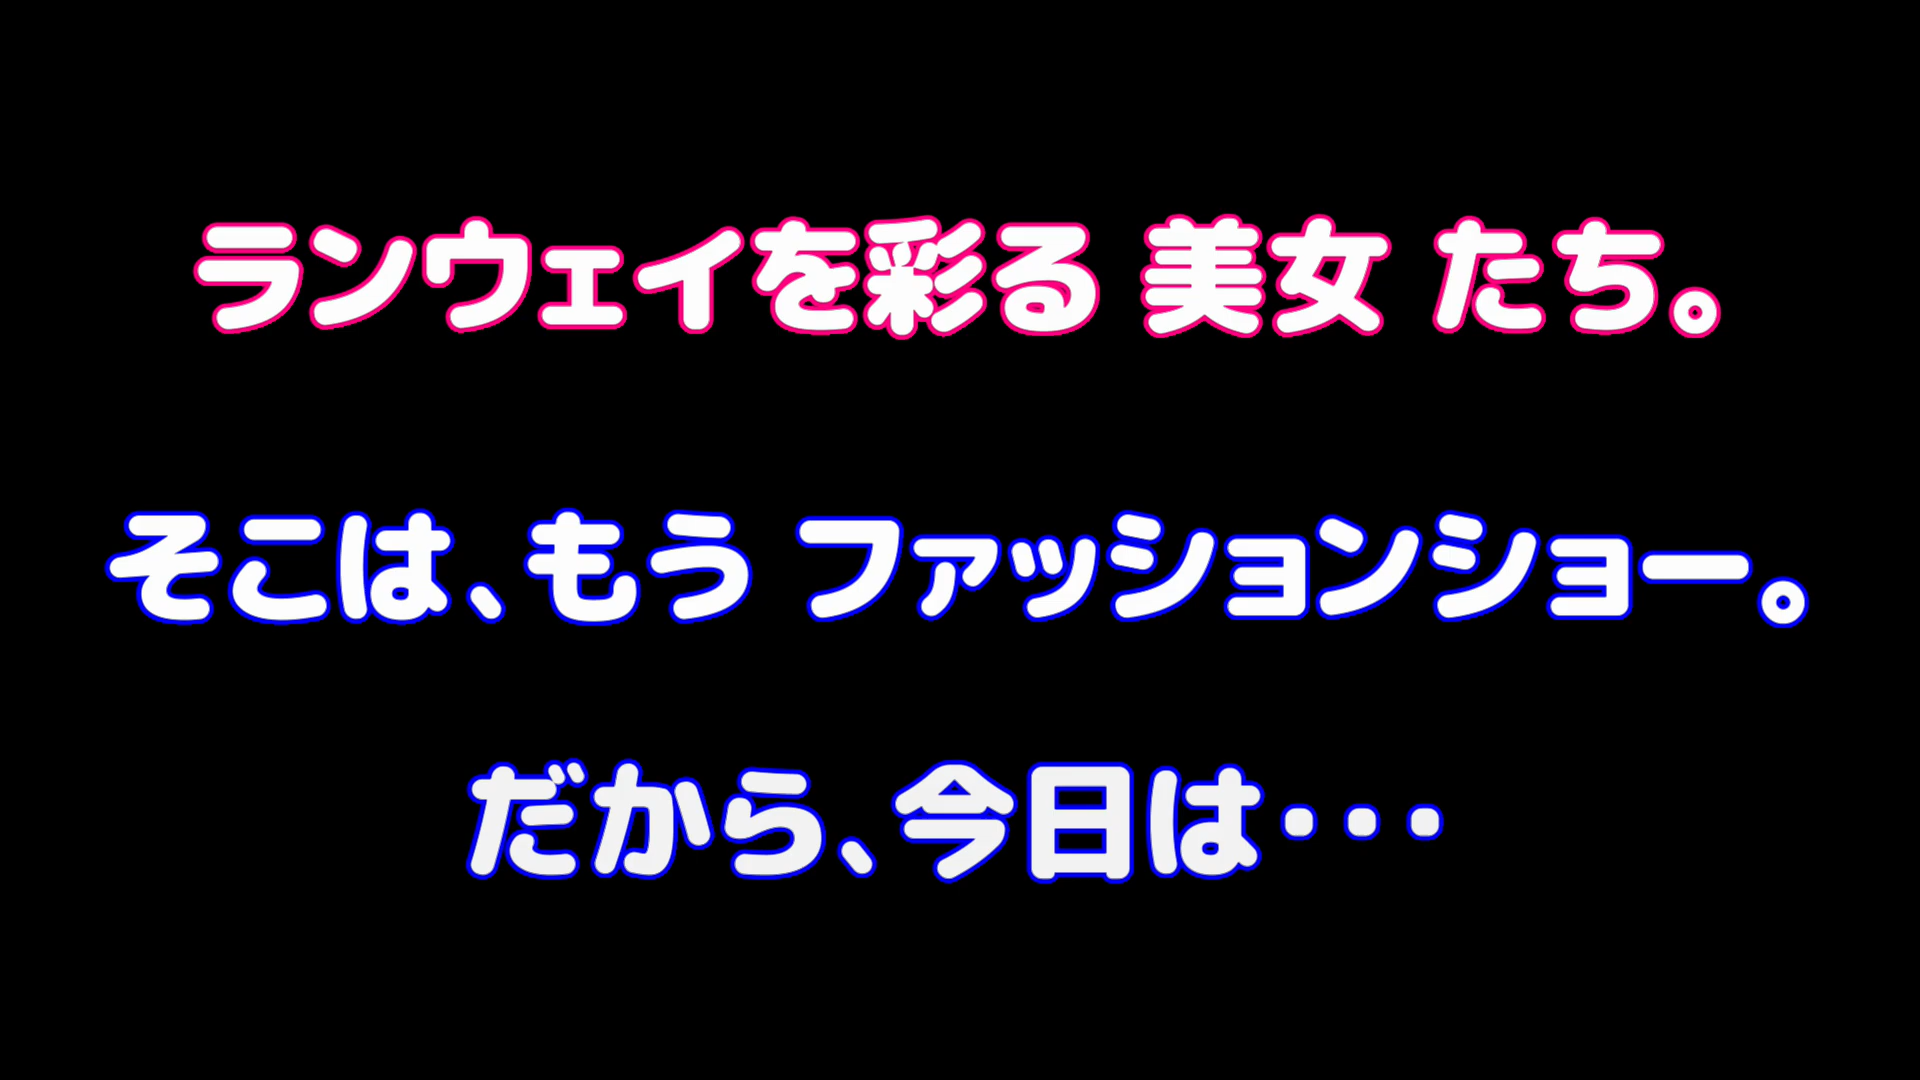 ランウェイを彩る 美女 たち。
そこは、もう ファッションショー。
だから、今日は･･･